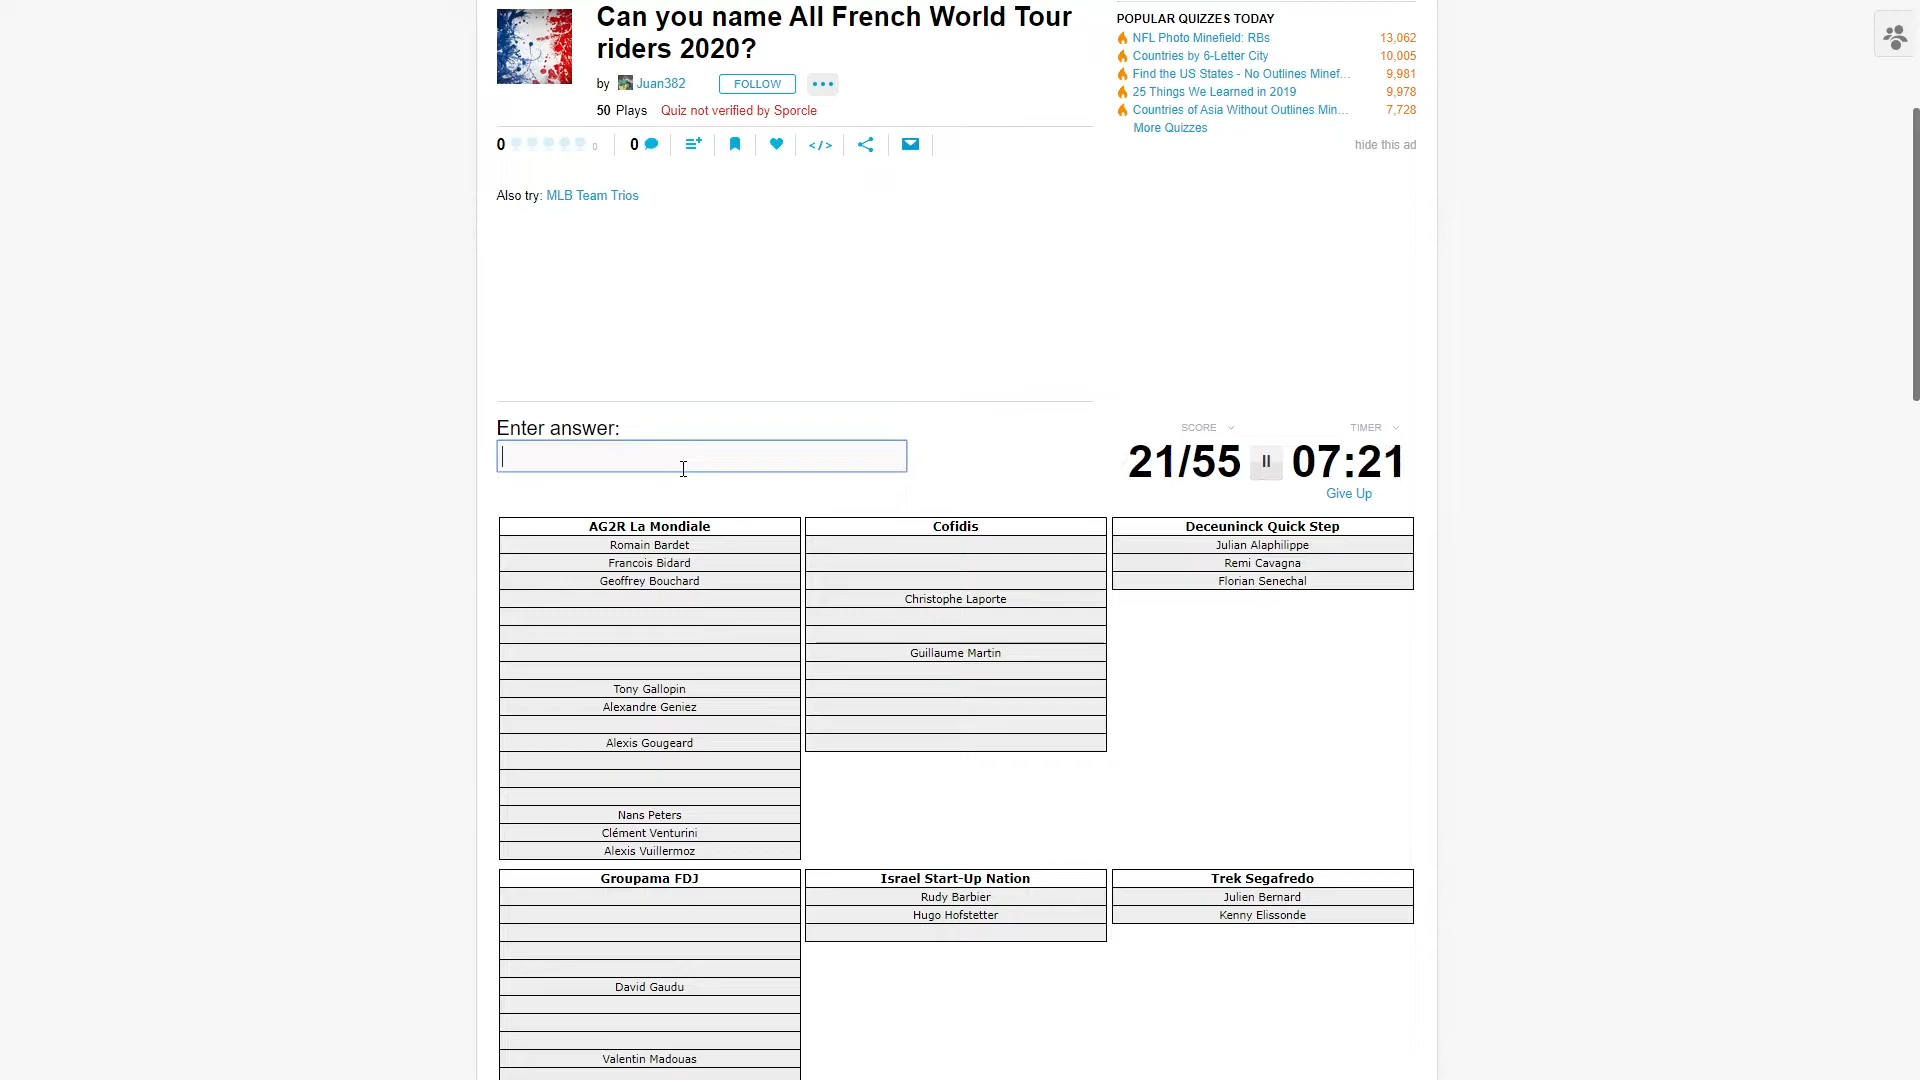 Can you name All French World Tour
riders 2020?
by Juan382 FOLLOW
50 Plays Quiz not verified by Sporcle
0 0 0 </>
POPULAR QUIZZES TODAY
NFL Photo Minefield: RBs 13,062
Countries by 6-Letter City 10,005
Find the US States - No Outlines Minef... 9,981
25 Things We Learned in 2019 9,978
Countries of Asia Without Outlines Min... 7,728
More Quizzes
hide this ad
Also try: MLB Team Trios
Enter answer:
SCORE TIMER
21/55 07:21
Give Up
AG2R La Mondiale
Romain Bardet
Francois Bidard
Geoffrey Bouchard
Tony Gallopin
Alexandre Geniez
Alexis Gougeard
Nans Peters
Clément Venturini
Alexis Vuillermoz
Cofidis
Christophe Laporte
Guillaume Martin
Deceuninck Quick Step
Julian Alaphilippe
Remi Cavagna
Florian Senechal
Groupama FDJ
David Gaudu
Valentin Madouas
Israel Start-Up Nation
Rudy Barbier
Hugo Hofstetter
Trek Segafredo
Julien Bernard
Kenny Elissonde